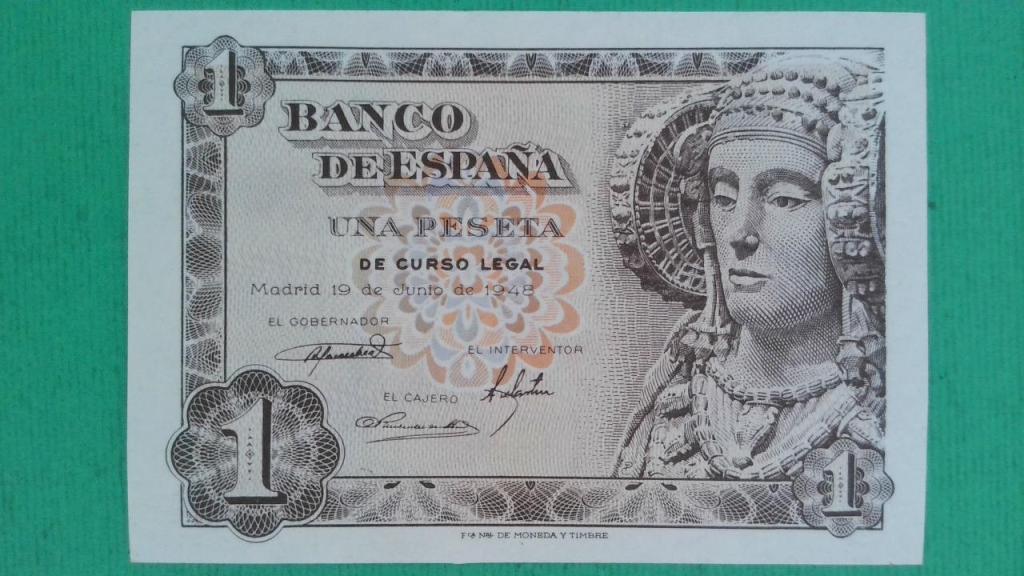 1
BANCO
DE ESPAÑA
UNA PESETA
DE CURSO LEGAL
Madrid 19 de Junio de 1948
EL GOBERNADOR
EL INTERVENTOR
EL CAJERO
1
1
Fca Nal DE MONEDA Y TIMBRE